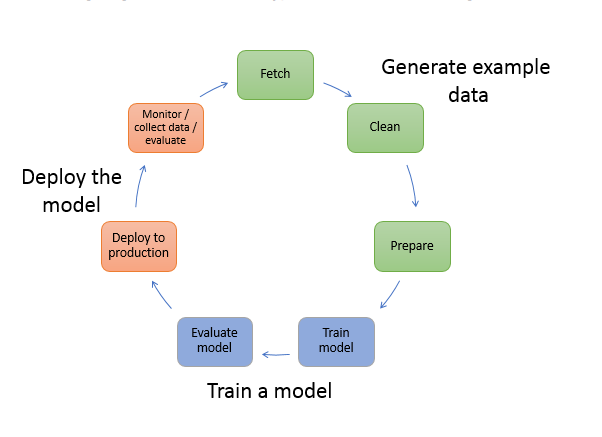 Fetch
Generate example
data
Clean
Monitor /
collect data /
evaluate
Deploy the
model
Deploy to
production
Prepare
Evaluate
model
Train
model
Train a model